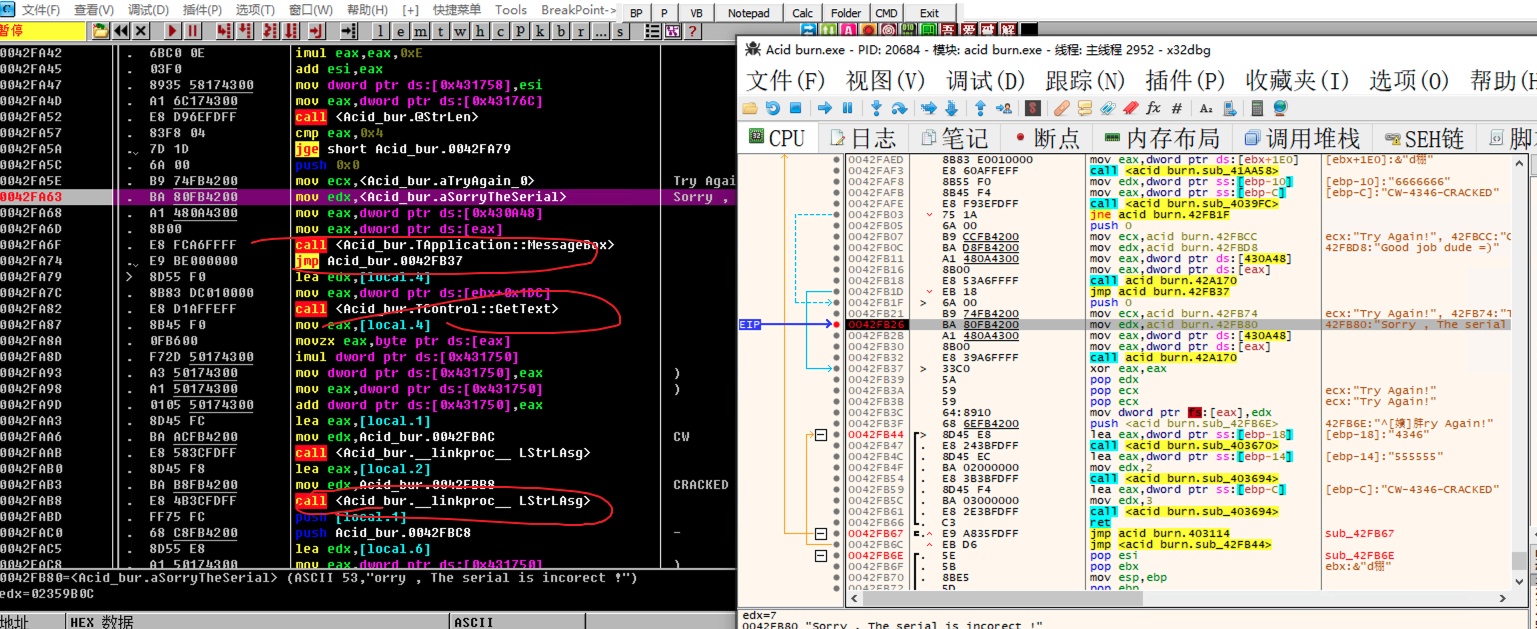 文件(F) 查看(V) 调试(D) 插件(P) 选项(T) 窗口(W) 帮助(H) [+] 快捷菜单 Tools BreakPoint-> BP P VB Notepad Calc Folder CMD Exit
暂停 l e m t w h c p k b r ... s ?
0042FA42 . 6BC0 0E imul eax,eax,0xE
0042FA45 . 03F0 add esi,eax
0042FA47 . 8935 58174300 mov dword ptr ds:[0x431758],esi
0042FA4D . A1 6C174300 mov eax,dword ptr ds:[0x43176C]
0042FA52 . E8 D96EFDFF call <Acid_bur.@StrLen>
0042FA57 . 83F8 04 cmp eax,0x4
0042FA5A . 7D 1D jge short Acid_bur.0042FA79
0042FA5C . 6A 00 push 0x0
0042FA5E . B9 74FB4200 mov ecx,<Acid_bur.aTryAgain_0> Try Agai
0042FA63 . BA 80FB4200 mov edx,<Acid_bur.aSorryTheSerial> Sorry ,
0042FA68 . A1 480A4300 mov eax,dword ptr ds:[0x430A48]
0042FA6D . 8B00 mov eax,dword ptr ds:[eax]
0042FA6F . E8 FCA6FFFF call <Acid_bur.TApplication::MessageBox>
0042FA74 . E9 BE000000 jmp Acid_bur.0042FB37
0042FA79 > 8D55 F0 lea edx,[local.4]
0042FA7C . 8B83 DC010000 mov eax,dword ptr ds:[ebx+0x1DC]
0042FA82 . E8 D1AFFEFF call <Acid_bur.TControl::GetText>
0042FA87 . 8B45 F0 mov eax,[local.4]
0042FA8A . 0FB600 movzx eax,byte ptr ds:[eax]
0042FA8D . F72D 50174300 imul dword ptr ds:[0x431750]
0042FA93 . A3 50174300 mov dword ptr ds:[0x431750],eax )
0042FA98 . A1 50174300 mov eax,dword ptr ds:[0x431750] )
0042FA9D . 0105 50174300 add dword ptr ds:[0x431750],eax
0042FAA3 . 8D45 FC lea eax,[local.1]
0042FAA6 . BA ACFB4200 mov edx,Acid_bur.0042FBAC CW
0042FAAB . E8 583CFDFF call <Acid_bur.__linkproc__ LStrLAsg>
0042FAB0 . 8D45 F8 lea eax,[local.2]
0042FAB3 . BA B8FB4200 mov edx,Acid_bur.0042FBB8 CRACKED
0042FAB8 . E8 4B3CFDFF call <Acid_bur.__linkproc__ LStrLAsg>
0042FABD . FF75 FC push [local.1]
0042FAC0 . 68 C8FB4200 push Acid_bur.0042FBC8 -
0042FAC5 . 8D55 E8 lea edx,[local.6]
0042FAC8 . A1 50174300 mov eax,dword ptr ds:[0x431750] )
0042FB80=<Acid_bur.aSorryTheSerial> (ASCII 53,"orry , The serial is incorect !")
edx=02359B0C
地址 HEX 数据 ASCII
Acid burn.exe - PID: 20684 - 模块: acid burn.exe - 线程: 主线程 2952 - x32dbg
文件(F) 视图(V) 调试(D) 跟踪(N) 插件(P) 收藏夹(I) 选项(O) 帮助(H
CPU 日志 笔记 断点 内存布局 调用堆栈 SEH链 脚
0042FAED 8B83 E0010000 mov eax,dword ptr ds:[ebx+1E0] [ebx+1E0]:&"d棚"
0042FAF3 E8 60AFFEFF call <acid burn.sub_41AA58>
0042FAF8 8B55 F0 mov edx,dword ptr ss:[ebp-10] [ebp-10]:"6666666"
0042FAFB 8B45 F4 mov eax,dword ptr ss:[ebp-C] [ebp-C]:"CW-4346-CRACKED"
0042FAFE E8 F93EFDFF call <acid burn.sub_4039FC>
0042FB03 75 1A jne acid burn.42FB1F
0042FB05 6A 00 push 0
0042FB07 B9 CCFB4200 mov ecx,acid burn.42FBCC ecx:"Try Again!", 42FBCC:"C
0042FB0C BA D8FB4200 mov edx,acid burn.42FBD8 42FBD8:"Good job dude =)"
0042FB11 A1 480A4300 mov eax,dword ptr ds:[430A48]
0042FB16 8B00 mov eax,dword ptr ds:[eax]
0042FB18 E8 53A6FFFF call acid burn.42A170
0042FB1D EB 18 jmp acid burn.42FB37
0042FB1F > 6A 00 push 0
0042FB21 B9 74FB4200 mov ecx,acid burn.42FB74 ecx:"Try Again!", 42FB74:"T
EIP 0042FB26 BA 80FB4200 mov edx,acid burn.42FB80 42FB80:"Sorry , The serial
0042FB2B A1 480A4300 mov eax,dword ptr ds:[430A48]
0042FB30 8B00 mov eax,dword ptr ds:[eax]
0042FB32 E8 39A6FFFF call acid burn.42A170
0042FB37 > 33C0 xor eax,eax
0042FB39 5A pop edx
0042FB3A 59 pop ecx ecx:"Try Again!"
0042FB3B 59 pop ecx ecx:"Try Again!"
0042FB3C 64:8910 mov dword ptr fs:[eax],edx
0042FB3F 68 6EFB4200 push <acid burn.sub_42FB6E>
0042FB44 8D45 E8 lea eax,dword ptr ss:[ebp-18] [ebp-18]:"4346"
0042FB47 E8 243BFDFF call <acid burn.sub_403670>
0042FB4C 8D45 EC lea eax,dword ptr ss:[ebp-14] [ebp-14]:"555555"
0042FB4F BA 02000000 mov edx,2
0042FB54 E8 3B3BFDFF call <acid burn.sub_403694>
0042FB59 8D45 F4 lea eax,dword ptr ss:[ebp-C] [ebp-C]:"CW-4346-CRACKED"
0042FB5C BA 03000000 mov edx,3
0042FB61 E8 2E3BFDFF call <acid burn.sub_403694>
0042FB66 C3 ret
0042FB67 E9 A835FDFF jmp acid burn.403114 sub_42FB67
0042FB6C EB D6 jmp <acid burn.sub_42FB44>
0042FB6E 5E pop esi sub_42FB6E
0042FB6F 5B pop ebx ebx:&"d棚"
0042FB70 8BE5 mov esp,ebp
0042FB72 5D pop ebp
edx=7
0042FB80 "Sorry , The serial is incorect !"